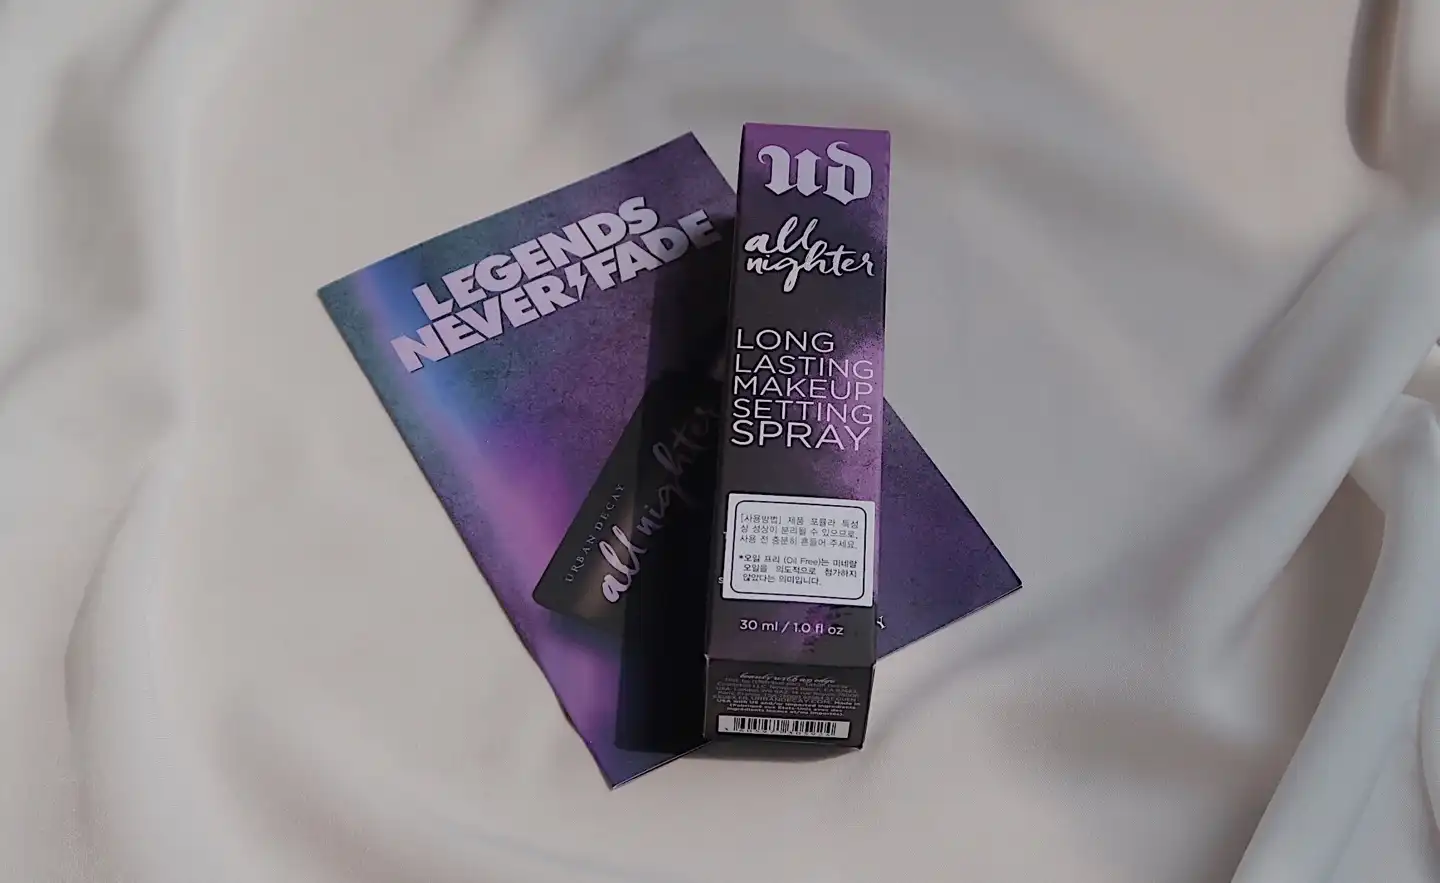 LEGENDS
NEVER FADE
URBAN DECAY
all nighter
UD
all
nighter
LONG
LASTING
MAKEUP
SETTING
SPRAY
[사용방법] 제품 포뮬라 특성
상 성상이 분리될 수 있으므로,
사용 전 충분히 흔들어 주세요.
*오일 프리 (Oil Free)는 미네랄
오일을 의도적으로 첨가하지
않았다는 의미입니다.
30 ml / 1.0 fl oz
beauty with an edge